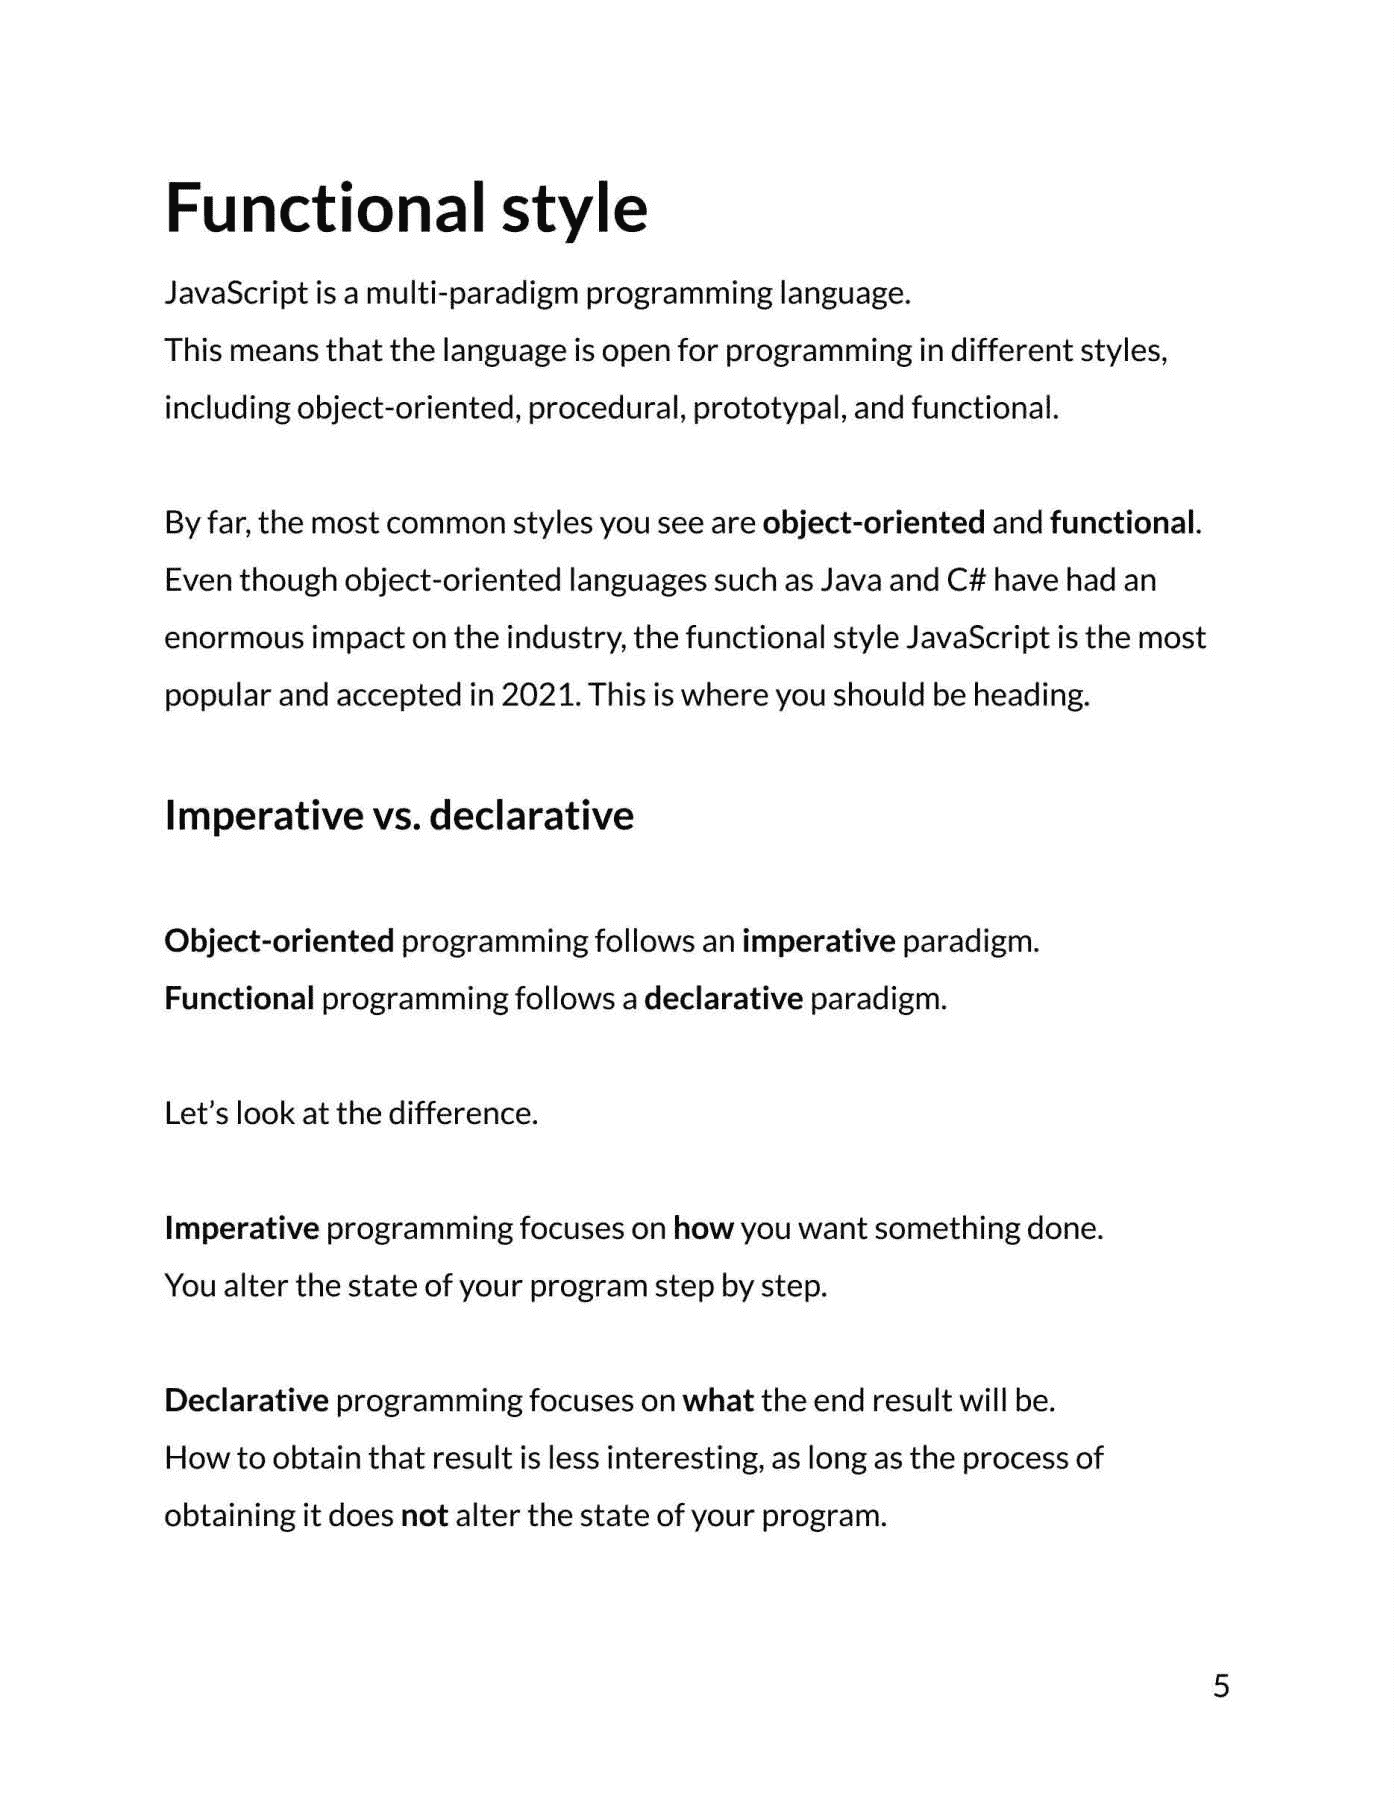 Functional style
JavaScript is a multi-paradigm programming language.
This means that the language is open for programming in different styles,
including object-oriented, procedural, prototypal, and functional.
By far, the most common styles you see are object-oriented and functional.
Even though object-oriented languages such as Java and C# have had an
enormous impact on the industry, the functional style JavaScript is the most
popular and accepted in 2021. This is where you should be heading.
Imperative vs. declarative
Object-oriented programming follows an imperative paradigm.
Functional programming follows a declarative paradigm.
Let’s look at the difference.
Imperative programming focuses on how you want something done.
You alter the state of your program step by step.
Declarative programming focuses on what the end result will be.
How to obtain that result is less interesting, as long as the process of
obtaining it does not alter the state of your program.
5